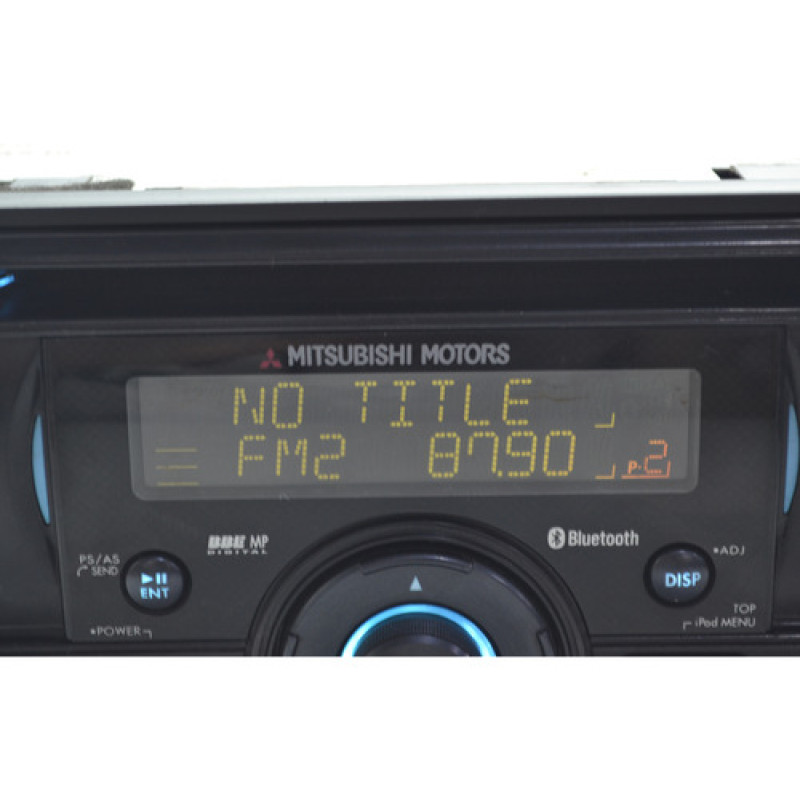 MITSUBISHI MOTORS
NO TITLE
FM2 87.90 P-2
BBE MP
DIGITAL
Bluetooth
PS/AS
SEND
ENT
•POWER
•ADJ
DISP
TOP
iPod MENU